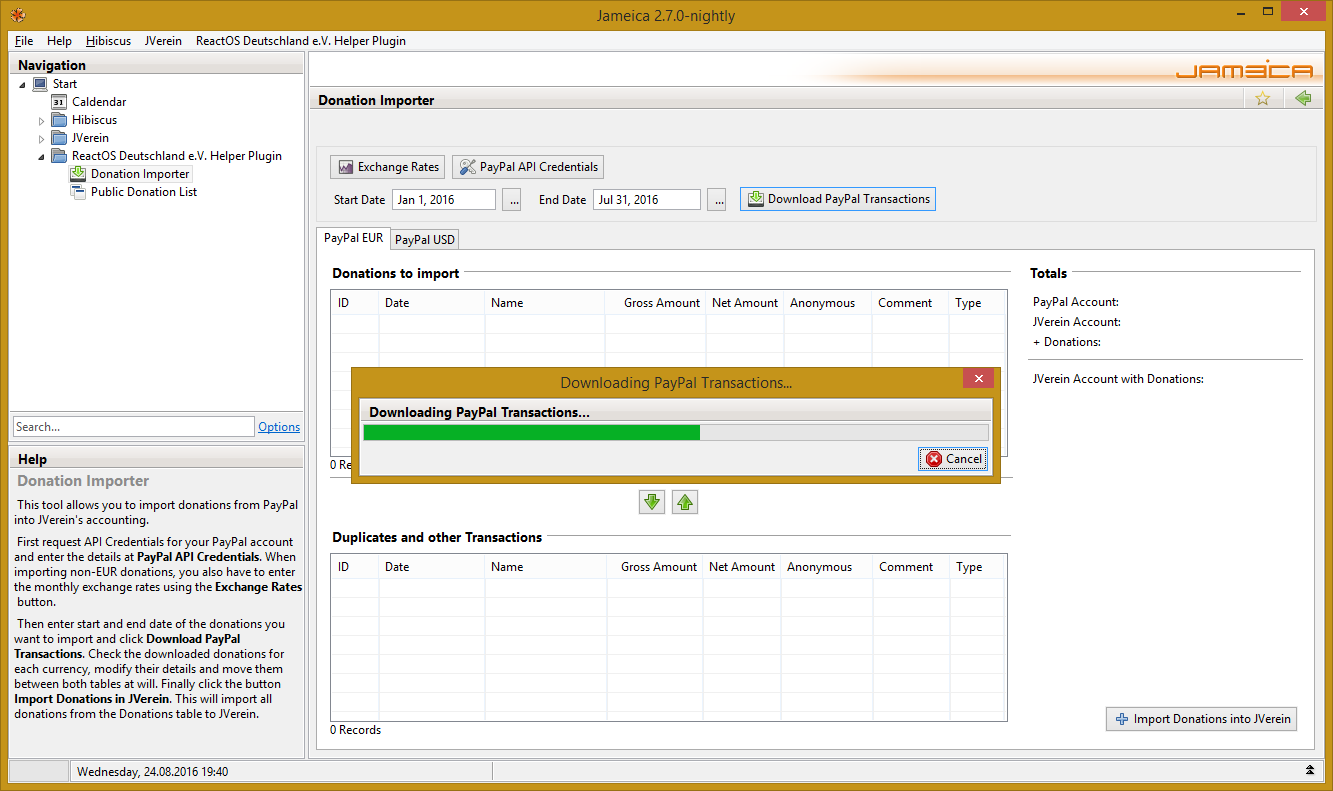 Jameica 2.7.0-nightly
File Help Hibiscus JVerein ReactOS Deutschland e.V. Helper Plugin
Navigation
Start
31 Caldendar
Hibiscus
JVerein
ReactOS Deutschland e.V. Helper Plugin
Donation Importer
Public Donation List
Search...
Options
Help
Donation Importer
This tool allows you to import donations from PayPal
into JVerein's accounting.
First request API Credentials for your PayPal account
and enter the details at PayPal API Credentials. When
importing non-EUR donations, you also have to enter
the monthly exchange rates using the Exchange Rates
button.
Then enter start and end date of the donations you
want to import and click Download PayPal
Transactions. Check the downloaded donations for
each currency, modify their details and move them
between both tables at will. Finally click the button
Import Donations in JVerein. This will import all
donations from the Donations table to JVerein.
JAMEICA
Donation Importer
Exchange Rates
PayPal API Credentials
Start Date Jan 1, 2016 ... End Date Jul 31, 2016 ... Download PayPal Transactions
PayPal EUR PayPal USD
Donations to import
ID Date Name Gross Amount Net Amount Anonymous Comment Type
Downloading PayPal Transactions...
Downloading PayPal Transactions...
Cancel
0 Re
Duplicates and other Transactions
ID Date Name Gross Amount Net Amount Anonymous Comment Type
0 Records
Totals
PayPal Account:
JVerein Account:
+ Donations:
JVerein Account with Donations:
Import Donations into JVerein
Wednesday, 24.08.2016 19:40